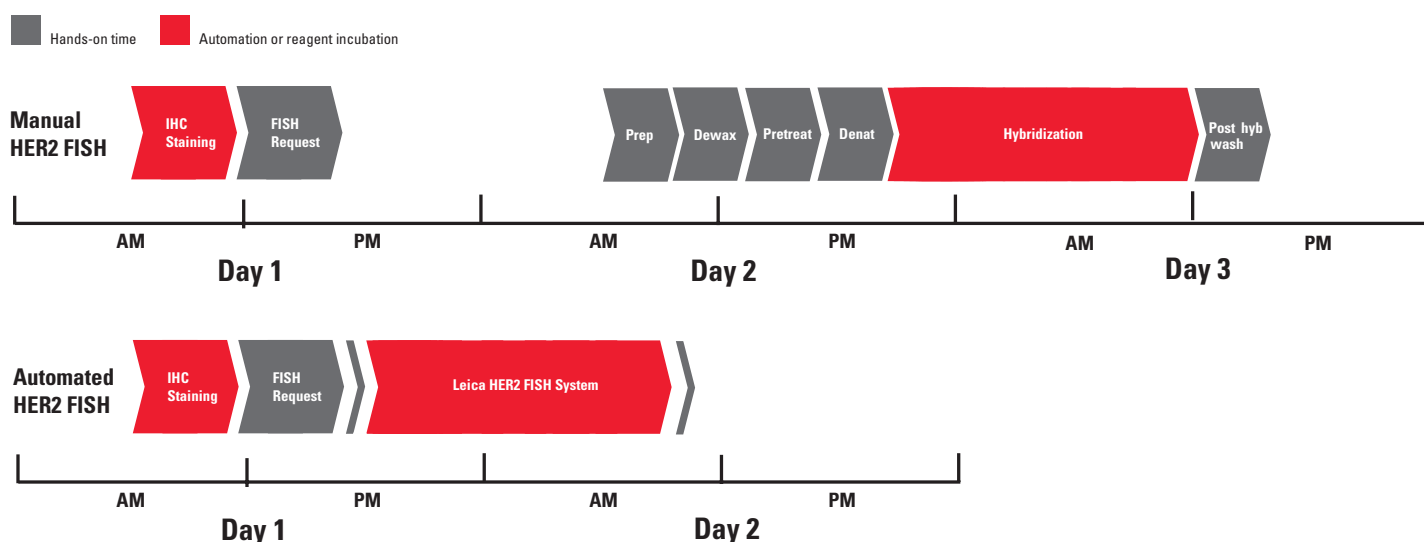 Hands-on time
Automation or reagent incubation
Manual
HER2 FISH
IHC
Staining
FISH
Request
Prep
Dewax
Pretreat
Denat
Hybridization
Post hyb
wash
AM
PM
AM
PM
AM
PM
Day 1
Day 2
Day 3
Automated
HER2 FISH
IHC
Staining
FISH
Request
Leica HER2 FISH System
AM
PM
AM
PM
Day 1
Day 2